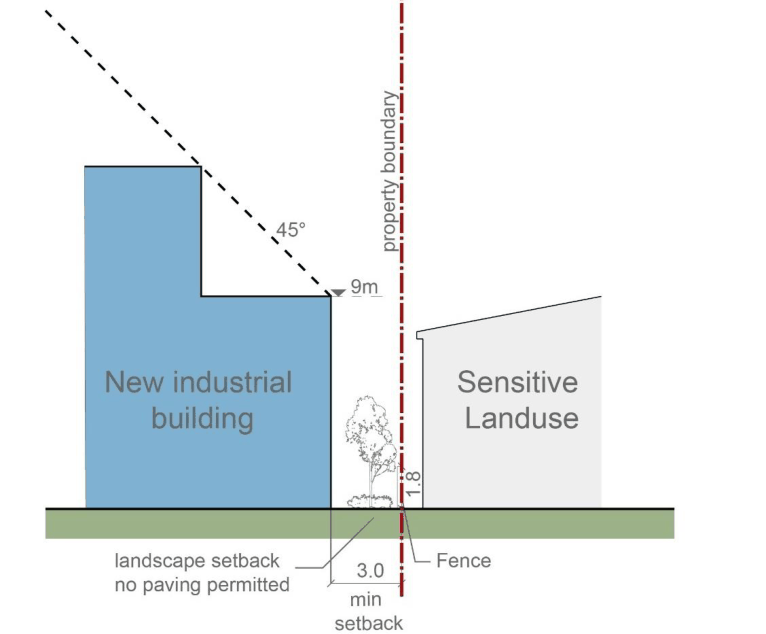 property boundary
45°
9m
New industrial
building
Sensitive
Landuse
1.8
landscape setback
no paving permitted
Fence
3.0
min
setback